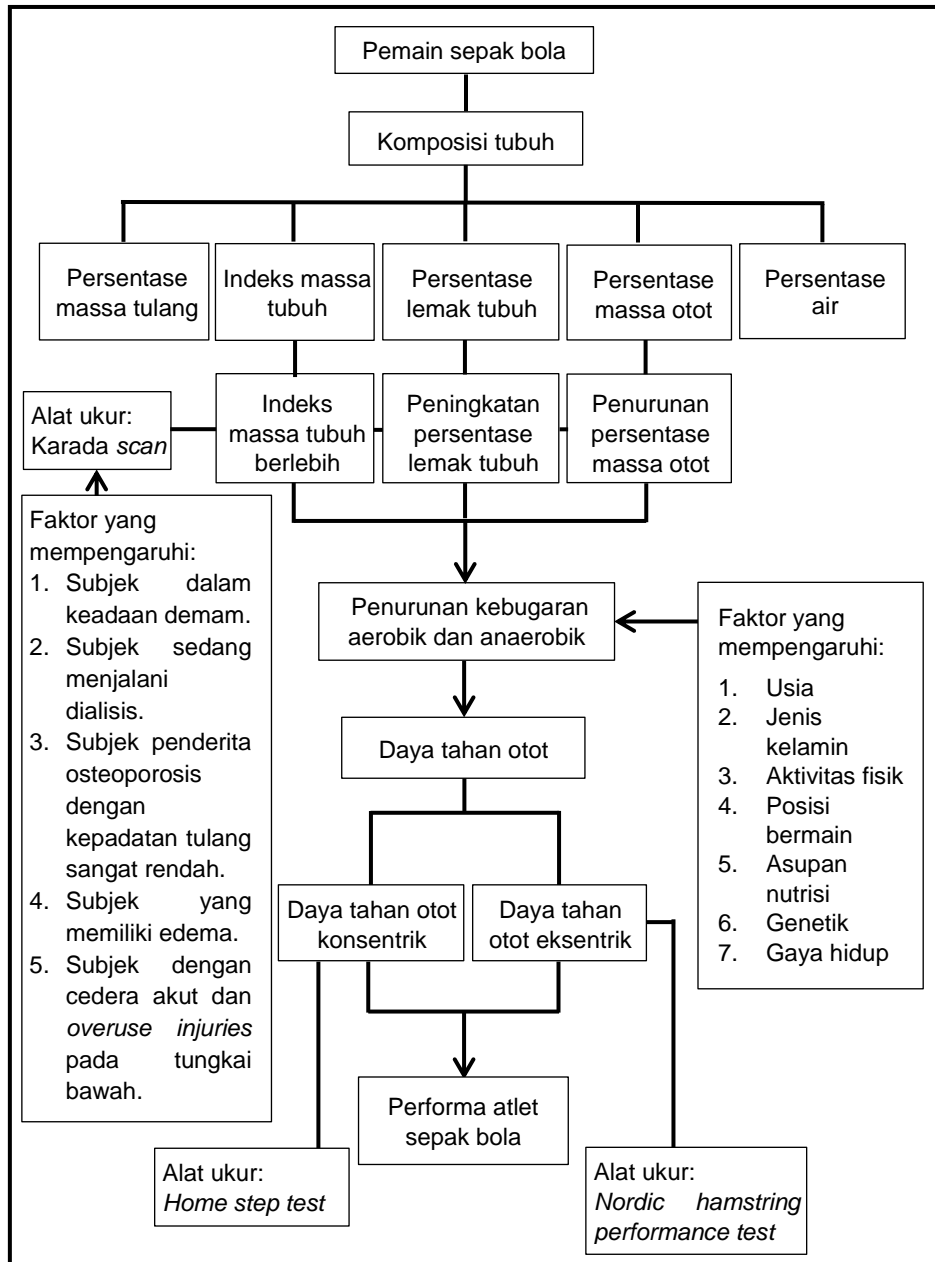 Pemain sepak bola
Komposisi tubuh
Persentase
massa tulang
Indeks massa
tubuh
Persentase
lemak tubuh
Persentase
massa otot
Persentase
air
Alat ukur:
Karada scan
Indeks
massa tubuh
berlebih
Peningkatan
persentase
lemak tubuh
Penurunan
persentase
massa otot
Faktor yang
mempengaruhi:
1. Subjek dalam
keadaan demam.
2. Subjek sedang
menjalani
dialisis.
3. Subjek penderita
osteoporosis
dengan
kepadatan tulang
sangat rendah.
4. Subjek yang
memiliki edema.
5. Subjek dengan
cedera akut dan
overuse injuries
pada tungkai
bawah.
Penurunan kebugaran
aerobik dan anaerobik
Faktor yang
mempengaruhi:
1. Usia
2. Jenis
kelamin
3. Aktivitas fisik
4. Posisi
bermain
5. Asupan
nutrisi
6. Genetik
7. Gaya hidup
Daya tahan otot
Daya tahan otot
konsentrik
Daya tahan
otot eksentrik
Performa atlet
sepak bola
Alat ukur:
Home step test
Alat ukur:
Nordic hamstring
performance test